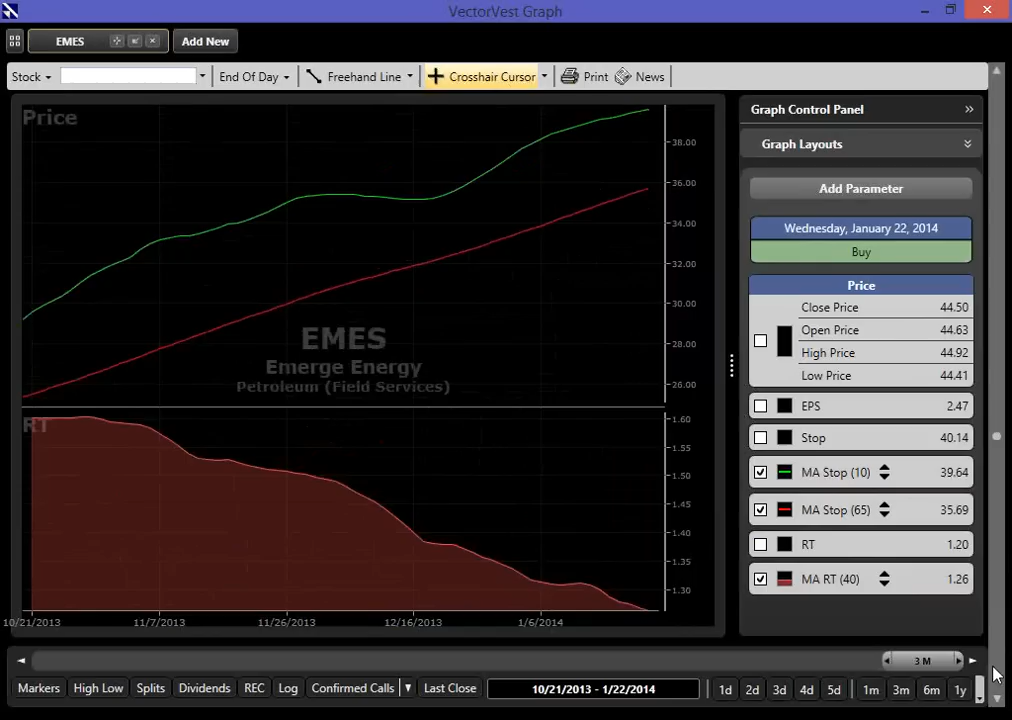 VectorVest Graph
EMES
Add New
Stock
End Of Day
Freehand Line
Crosshair Cursor
Print
News
Price
38.00
36.00
34.00
32.00
30.00
28.00
26.00
EMES
Emerge Energy
Petroleum (Field Services)
RT
1.60
1.55
1.50
1.45
1.40
1.35
1.30
10/21/2013 11/7/2013 11/26/2013 12/16/2013 1/6/2014
Graph Control Panel
Graph Layouts
Add Parameter
Wednesday, January 22, 2014
Buy
Price
Close Price 44.50
Open Price 44.63
High Price 44.92
Low Price 44.41
EPS 2.47
Stop 40.14
MA Stop (10) 39.64
MA Stop (65) 35.69
RT 1.20
MA RT (40) 1.26
3 M
Markers
High Low
Splits
Dividends
REC
Log
Confirmed Calls
Last Close
10/21/2013 - 1/22/2014
1d 2d 3d 4d 5d 1m 3m 6m 1y